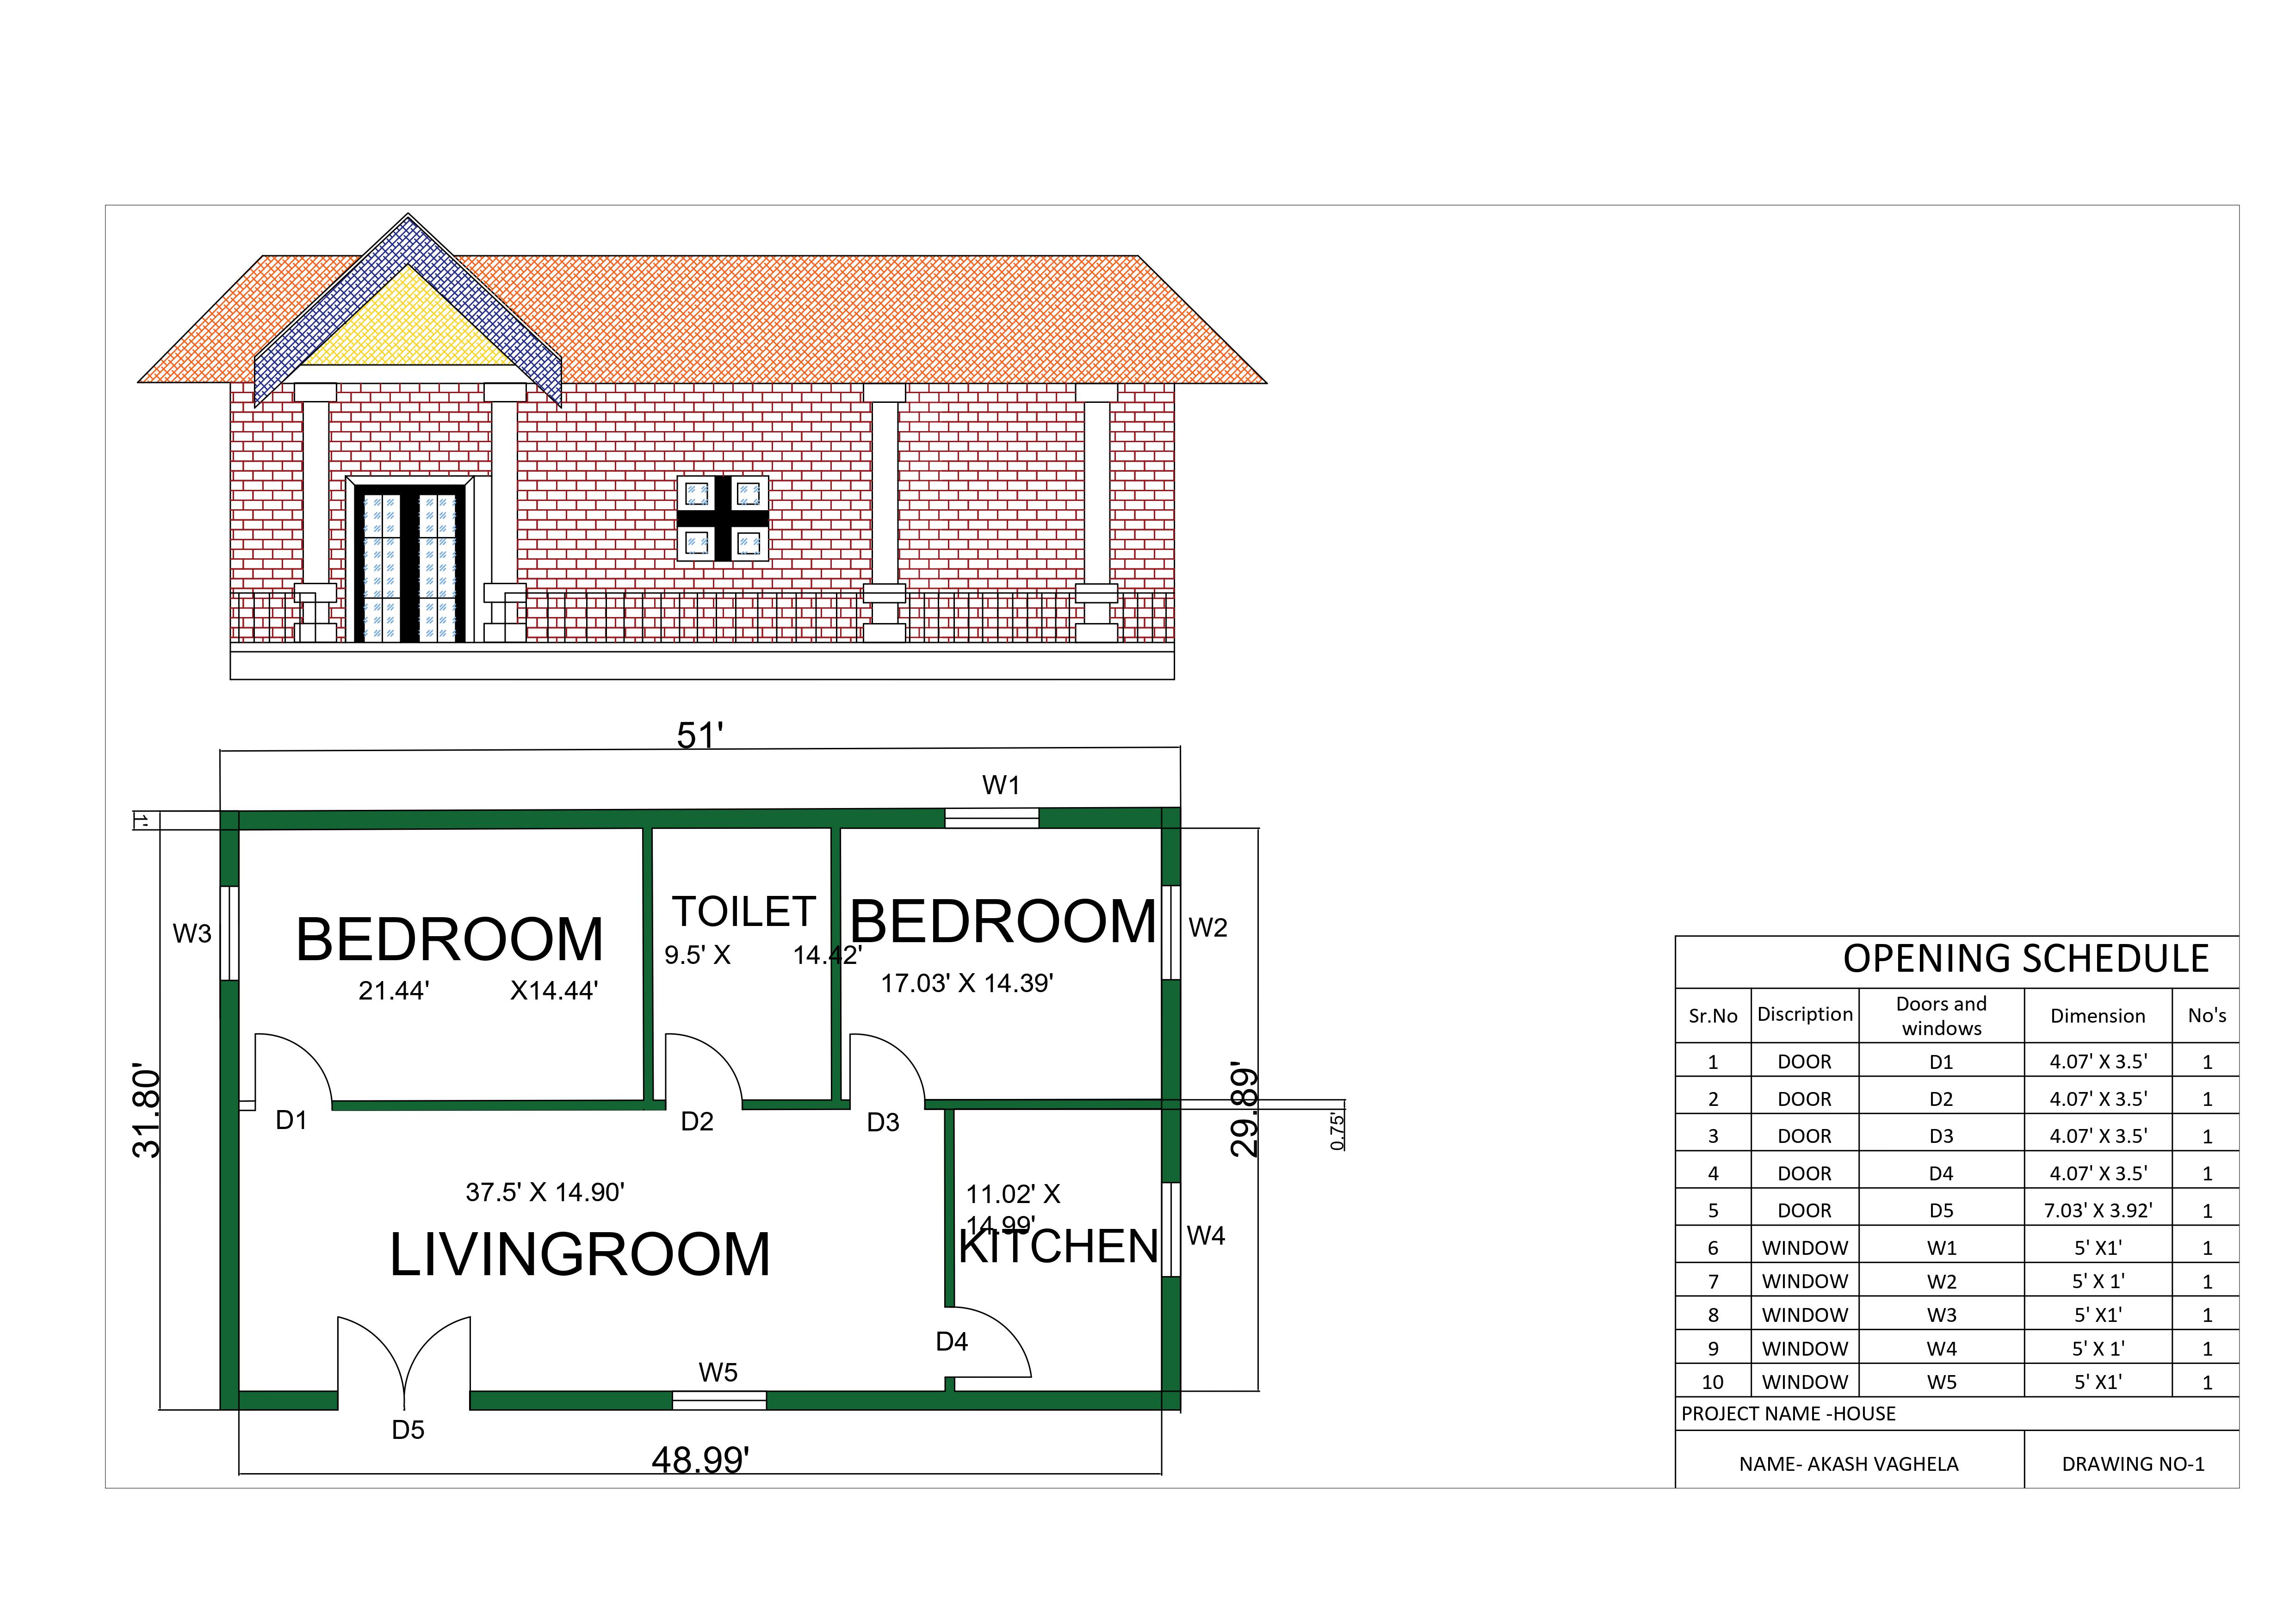 51'
W1
1'
W3
BEDROOM
21.44' X14.44'
TOILET
9.5' X 14.42'
BEDROOM
17.03' X 14.39'
W2
31.80'
29.89'
0.75'
D1
D2
D3
37.5' X 14.90'
LIVINGROOM
11.02' X
14.99'
KITCHEN
W4
D4
W5
D5
48.99'
OPENING SCHEDULE
Sr.No Discription Doors and windows Dimension No's
1 DOOR D1 4.07' X 3.5' 1
2 DOOR D2 4.07' X 3.5' 1
3 DOOR D3 4.07' X 3.5' 1
4 DOOR D4 4.07' X 3.5' 1
5 DOOR D5 7.03' X 3.92' 1
6 WINDOW W1 5' X1' 1
7 WINDOW W2 5' X 1' 1
8 WINDOW W3 5' X1' 1
9 WINDOW W4 5' X 1' 1
10 WINDOW W5 5' X1' 1
PROJECT NAME -HOUSE
NAME- AKASH VAGHELA DRAWING NO-1